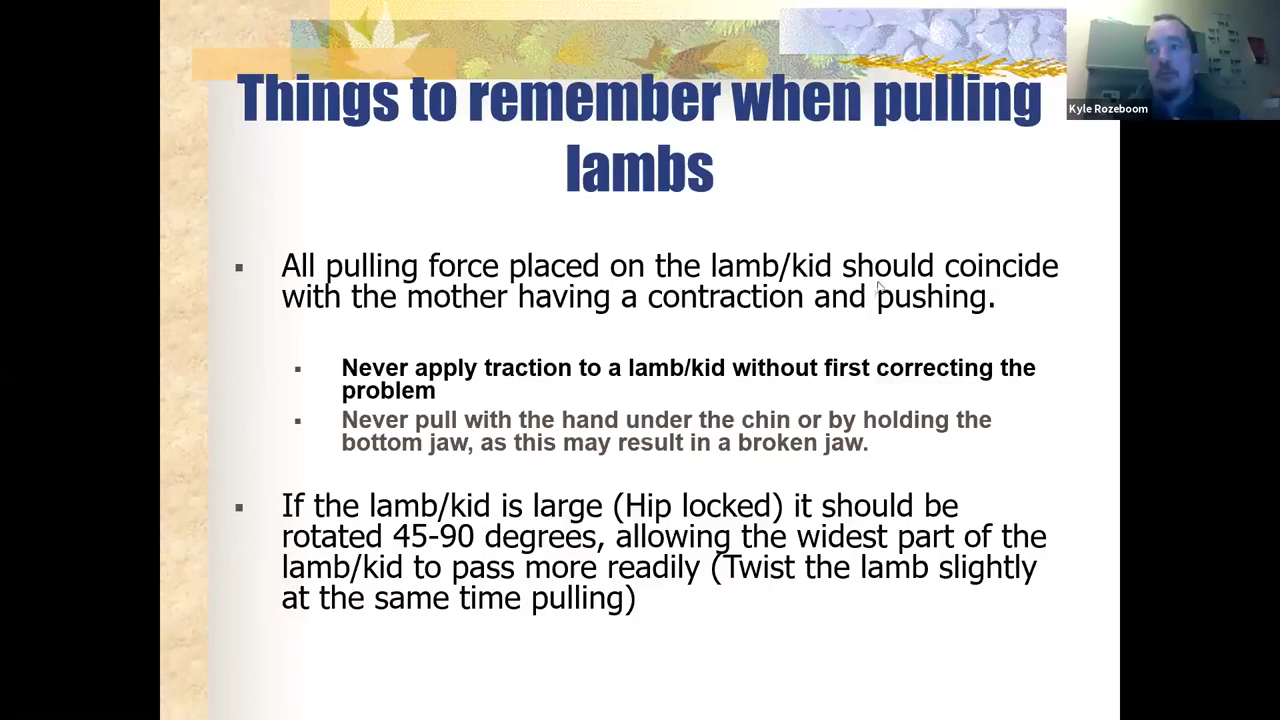 Things to remember when pulling
lambs
Kyle Rozeboom
▪ All pulling force placed on the lamb/kid should coincide
with the mother having a contraction and pushing.
▪ Never apply traction to a lamb/kid without first correcting the
problem
▪ Never pull with the hand under the chin or by holding the
bottom jaw, as this may result in a broken jaw.
▪ If the lamb/kid is large (Hip locked) it should be
rotated 45-90 degrees, allowing the widest part of the
lamb/kid to pass more readily (Twist the lamb slightly
at the same time pulling)